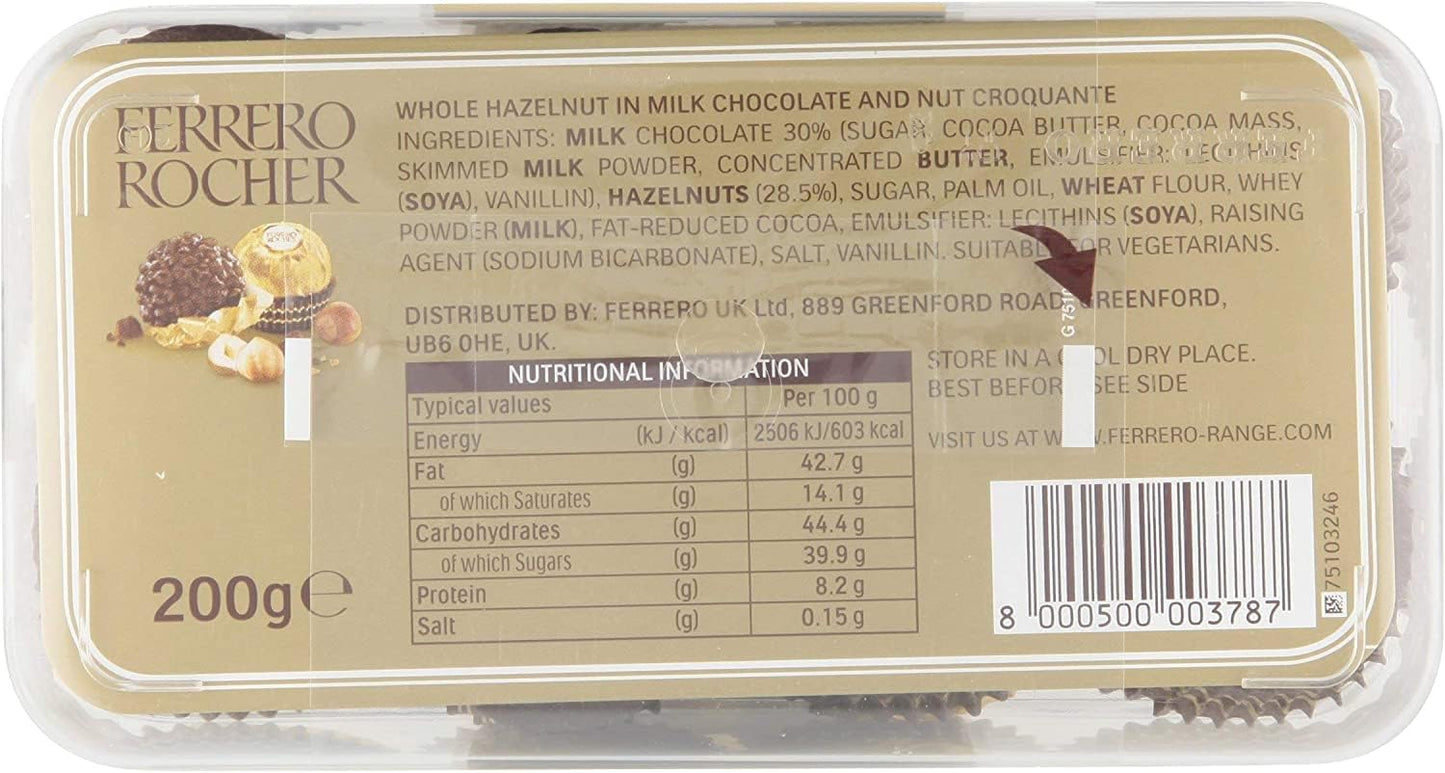 FERRERO
ROCHER
WHOLE HAZELNUT IN MILK CHOCOLATE AND NUT CROQUANTE
INGREDIENTS: MILK CHOCOLATE 30% (SUGAR, COCOA BUTTER, COCOA MASS,
SKIMMED MILK POWDER, CONCENTRATED BUTTER, EMULSIFIER: LECITHINS
(SOYA), VANILLIN), HAZELNUTS (28.5%), SUGAR, PALM OIL, WHEAT FLOUR, WHEY
POWDER (MILK), FAT-REDUCED COCOA, EMULSIFIER: LECITHINS (SOYA), RAISING
AGENT (SODIUM BICARBONATE), SALT, VANILLIN. SUITABL OR VEGETARIANS.
FERRERO
ROCHER
DISTRIBUTED BY: FERRERO UK Ltd, 889 GREENFORD ROAD, GREENFORD,
UB6 0HE, UK.
NUTRITIONAL INFORMATION
Typical values Per 100 g
Energy (kJ / kcal) 2506 kJ/603 kcal
Fat (g) 42.7 g
of which Saturates (g) 14.1 g
Carbohydrates (g) 44.4 g
of which Sugars (g) 39.9 g
Protein (g) 8.2 g
Salt (g) 0.15 g
STORE IN A COOL DRY PLACE.
BEST BEFOR SEE SIDE
VISIT US AT W W.FERRERO-RANGE.COM
200g℮
8 000500 003787
75103246